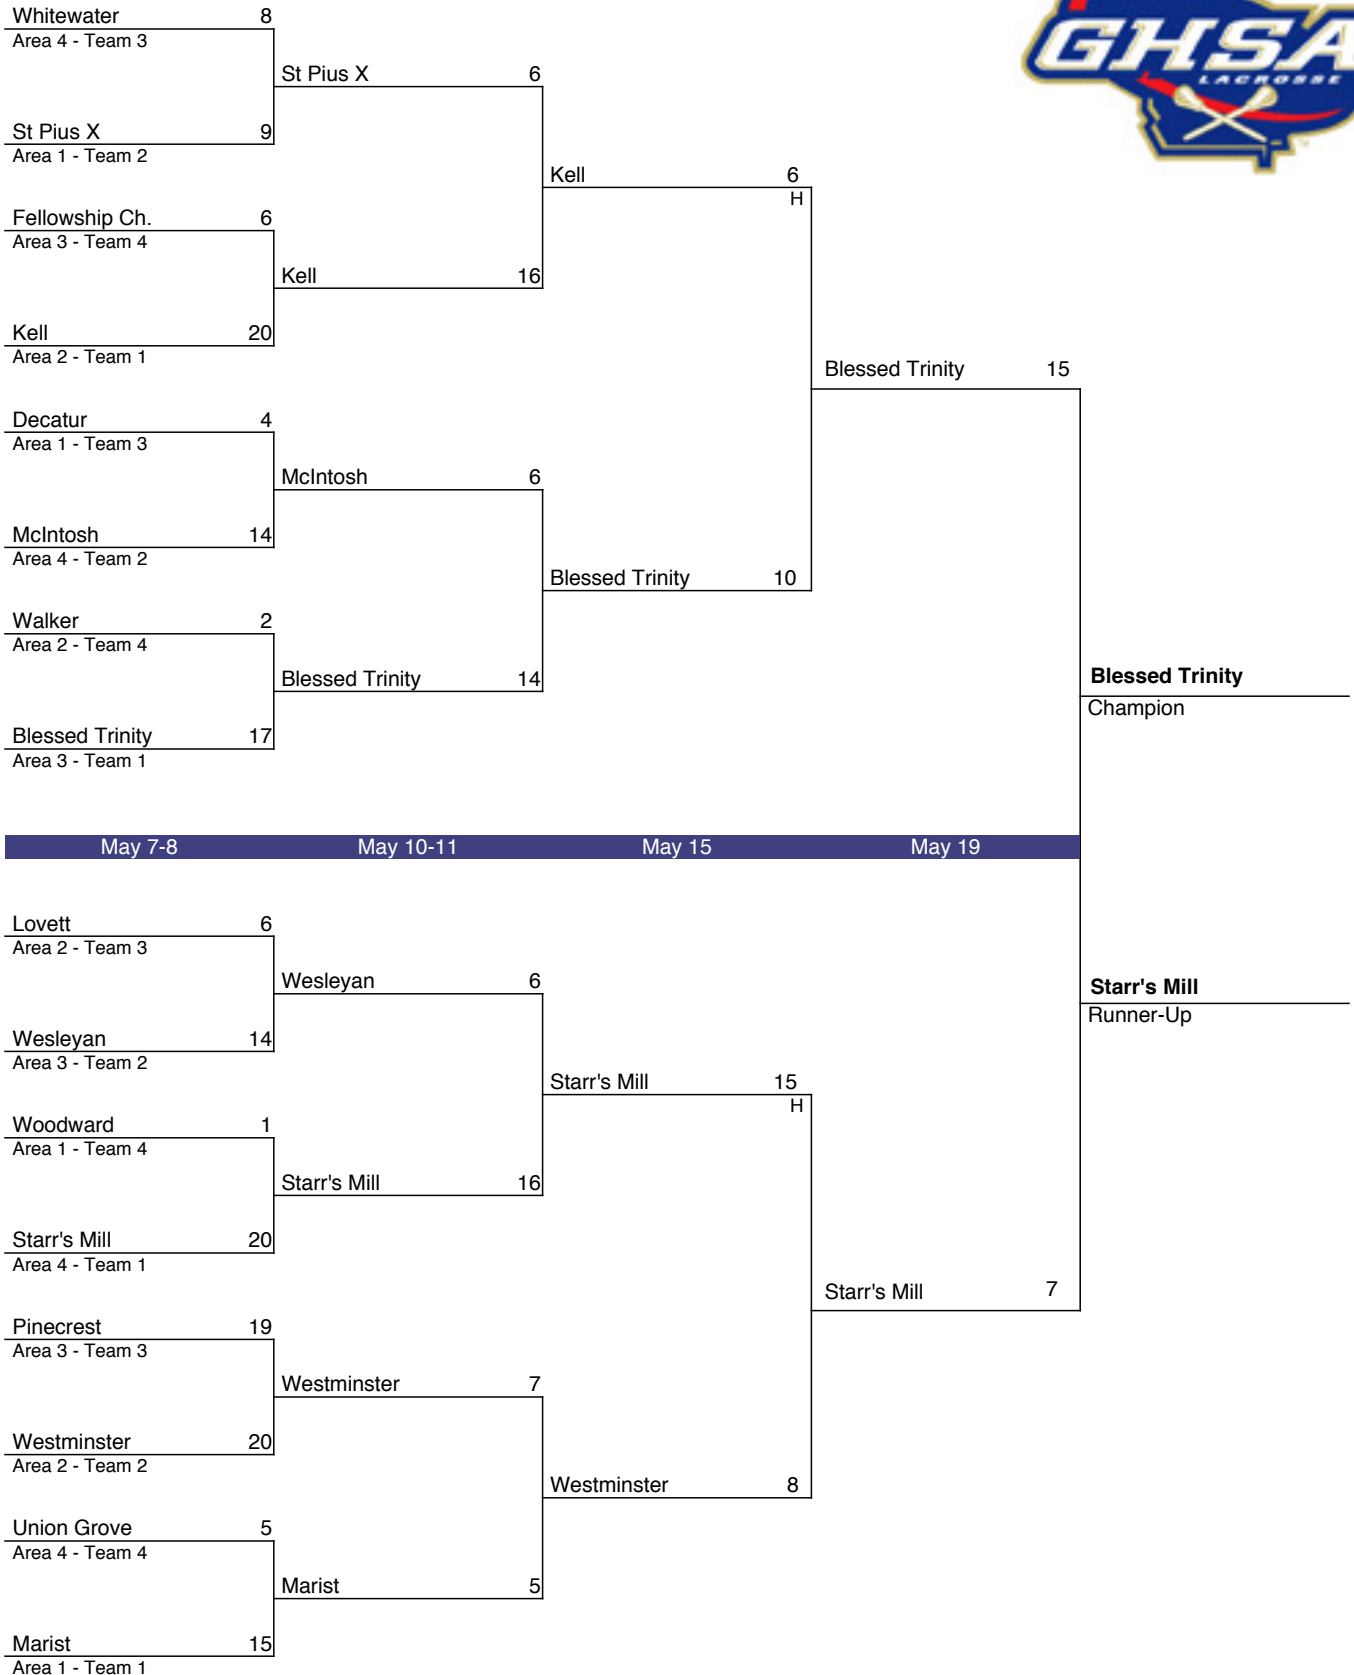 GHSA
LACROSSE
Whitewater 8
Area 4 - Team 3
St Pius X 6
St Pius X 9
Area 1 - Team 2
Kell 6
H
Fellowship Ch. 6
Area 3 - Team 4
Kell 16
Kell 20
Area 2 - Team 1
Blessed Trinity 15
Decatur 4
Area 1 - Team 3
McIntosh 6
McIntosh 14
Area 4 - Team 2
Blessed Trinity 10
Walker 2
Area 2 - Team 4
Blessed Trinity 14
Blessed Trinity
Champion
Blessed Trinity 17
Area 3 - Team 1
May 7-8 May 10-11 May 15 May 19
Lovett 6
Area 2 - Team 3
Wesleyan 6
Starr's Mill
Runner-Up
Wesleyan 14
Area 3 - Team 2
Starr's Mill 15
H
Woodward 1
Area 1 - Team 4
Starr's Mill 16
Starr's Mill 20
Area 4 - Team 1
Starr's Mill 7
Pinecrest 19
Area 3 - Team 3
Westminster 7
Westminster 20
Area 2 - Team 2
Westminster 8
Union Grove 5
Area 4 - Team 4
Marist 5
Marist 15
Area 1 - Team 1